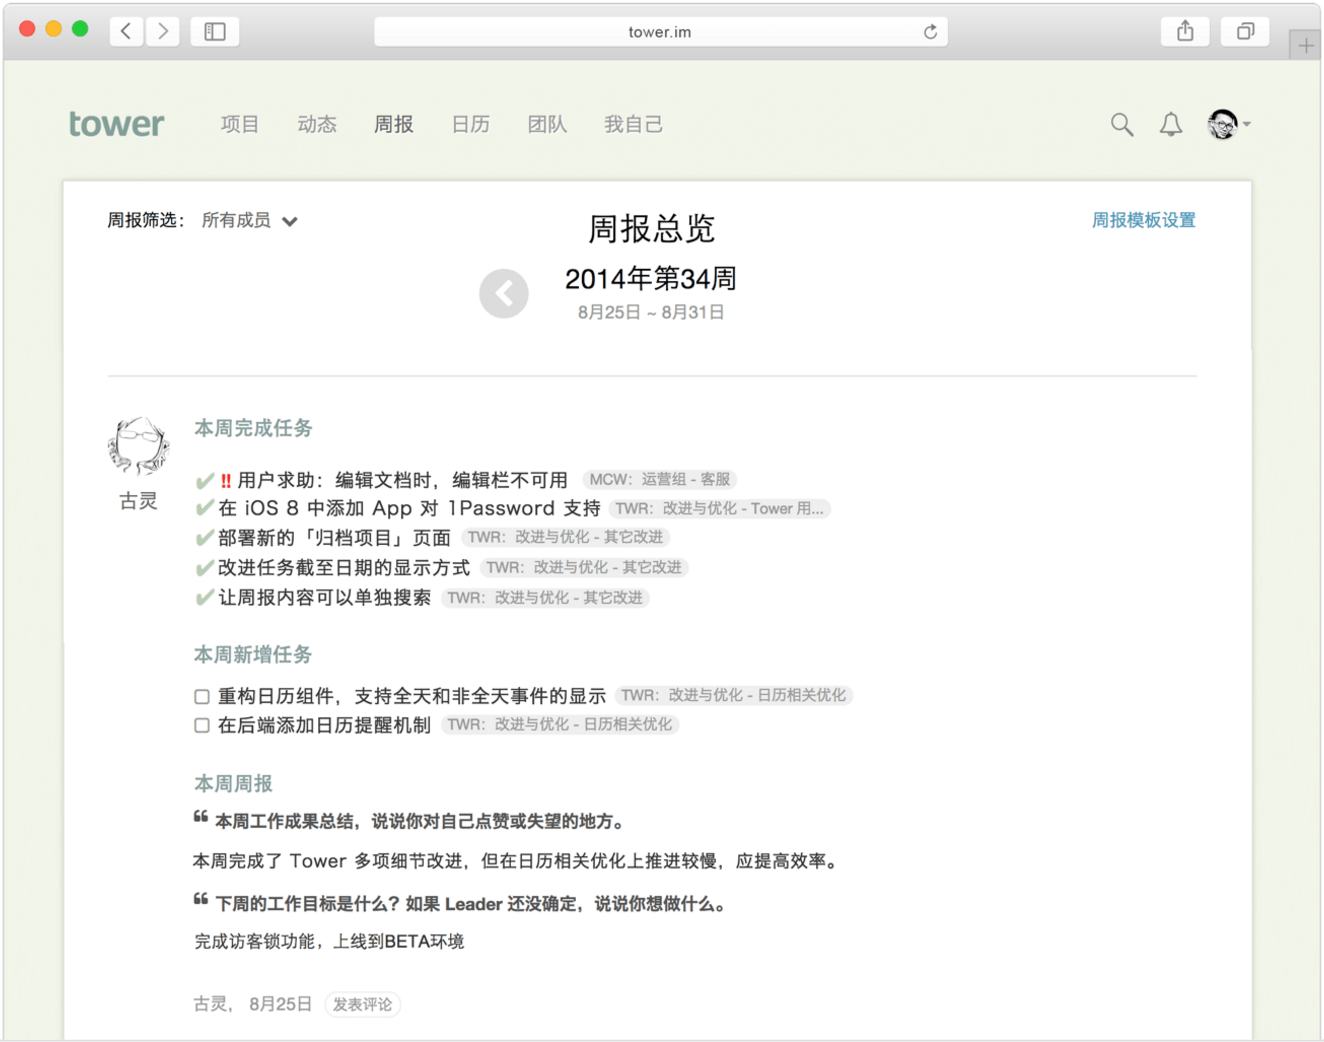 tower.im
tower 项目 动态 周报 日历 团队 我自己
周报筛选： 所有成员
周报总览
周报模板设置
2014年第34周
8月25日 ~ 8月31日
本周完成任务
古灵
!! 用户求助：编辑文档时，编辑栏不可用 MCW：运营组 - 客服
在 iOS 8 中添加 App 对 1Password 支持 TWR：改进与优化 - Tower 用...
部署新的「归档项目」页面 TWR：改进与优化 - 其它改进
改进任务截至日期的显示方式 TWR：改进与优化 - 其它改进
让周报内容可以单独搜索 TWR：改进与优化 - 其它改进
本周新增任务
重构日历组件，支持全天和非全天事件的显示 TWR：改进与优化 - 日历相关优化
在后端添加日历提醒机制 TWR：改进与优化 - 日历相关优化
本周周报
“ 本周工作成果总结，说说你对自己点赞或失望的地方。
本周完成了 Tower 多项细节改进，但在日历相关优化上推进较慢，应提高效率。
“ 下周的工作目标是什么？如果 Leader 还没确定，说说你想做什么。
完成访客锁功能，上线到BETA环境
古灵， 8月25日 发表评论